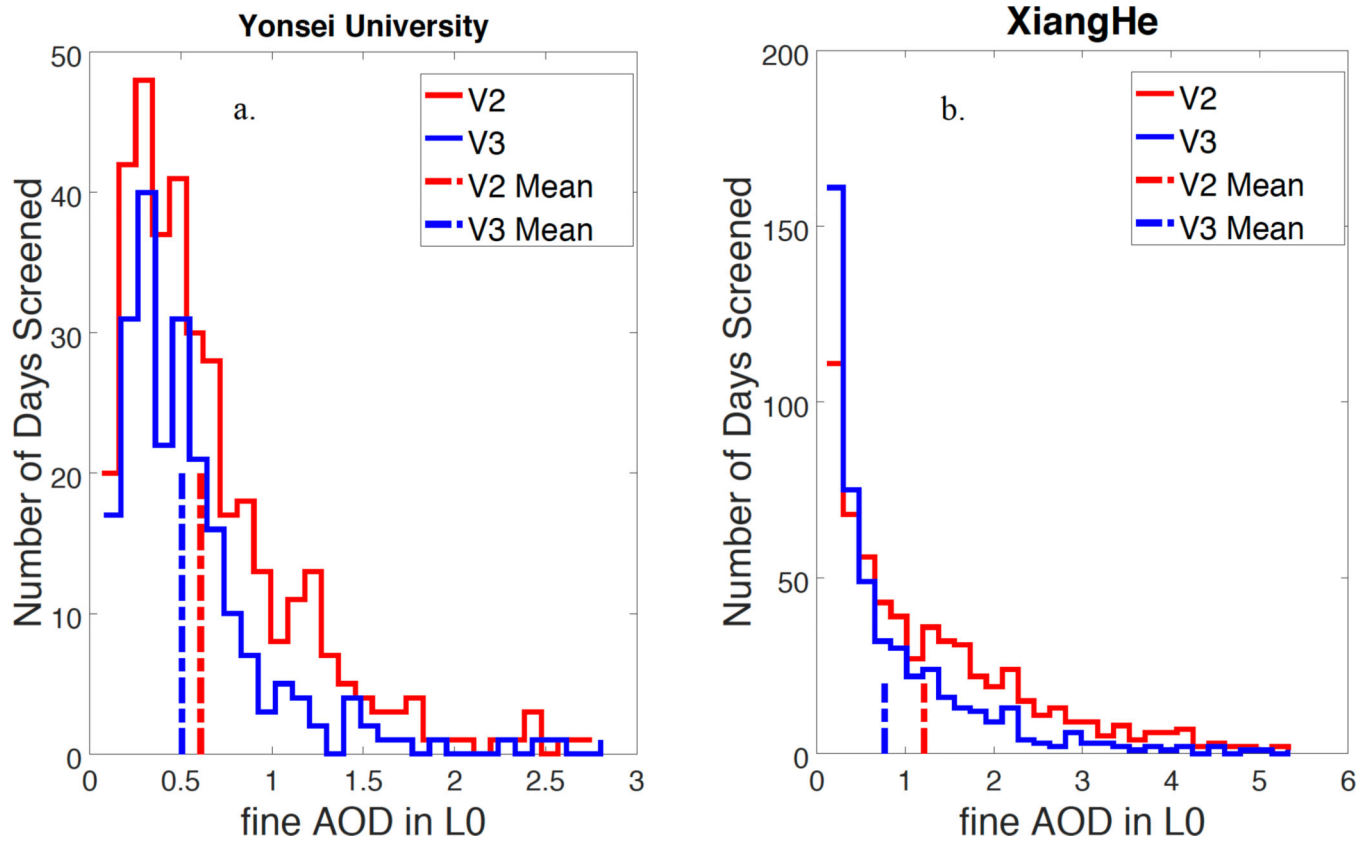 Yonsei University
50
40
30
20
10
0
0
0.5
1
1.5
2
2.5
3
Number of Days Screened
fine AOD in L0
a.
V2
V3
V2 Mean
V3 Mean
XiangHe
200
150
100
50
0
0
1
2
3
4
5
6
Number of Days Screened
fine AOD in L0
b.
V2
V3
V2 Mean
V3 Mean